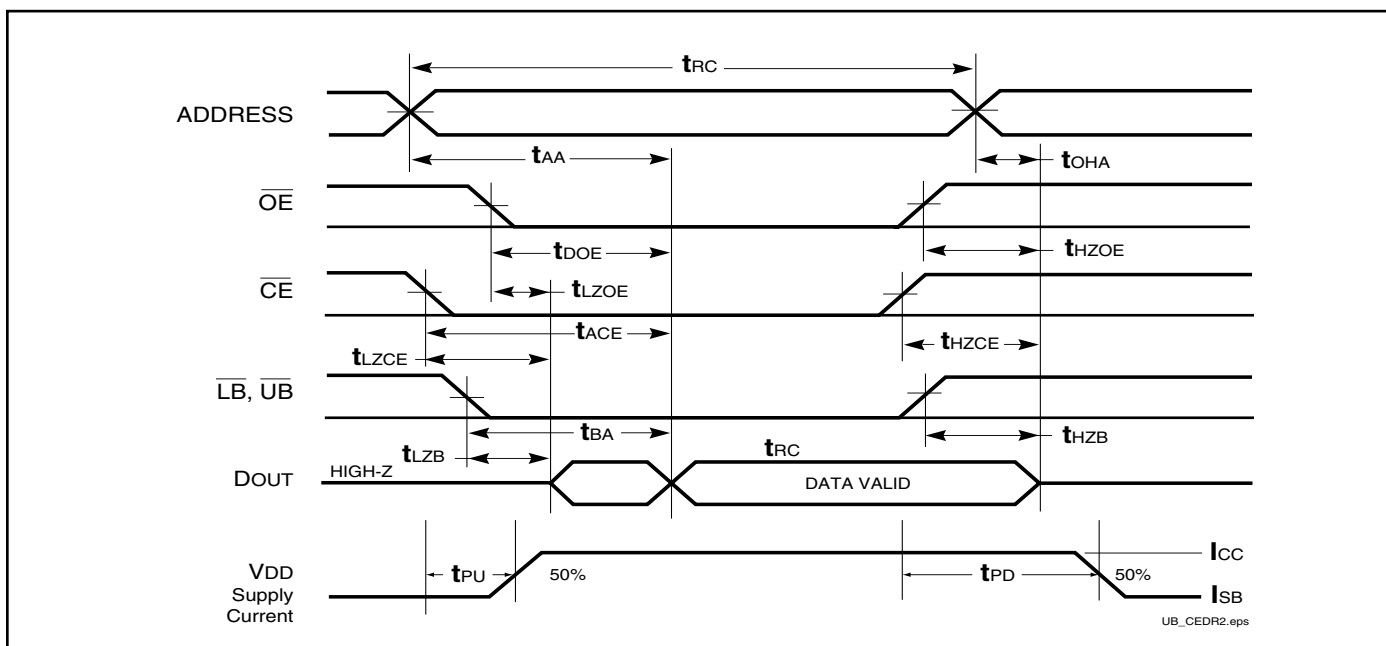 tRC
ADDRESS
tAA
tOHA
OE
tDOE
tHZOE
CE
tLZOE
tACE
tHZCE
tLZCE
LB, UB
tBA
tHZB
tLZB
tRC
DOUT
HIGH-Z
DATA VALID
ICC
VDD
Supply
Current
tPU
50%
tPD
50%
ISB
UB_CEDR2.eps